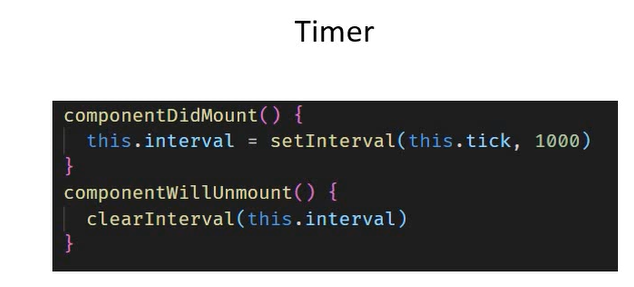 Timer
componentDidMount() {
this.interval = setInterval(this.tick, 1000)
}
componentWillUnmount() {
clearInterval(this.interval)
}